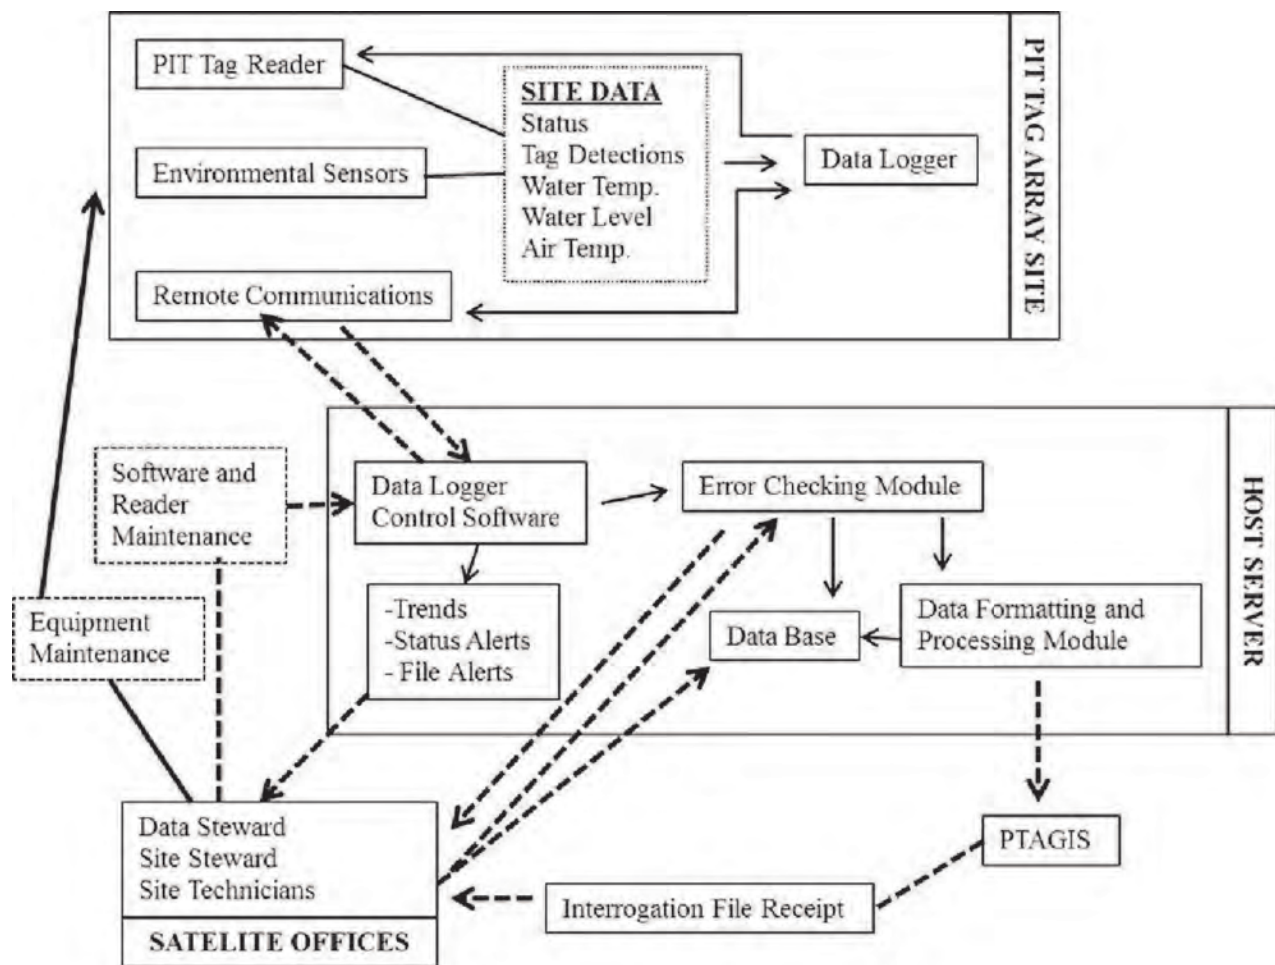 PIT Tag Reader
SITE DATA
Status
Tag Detections
Water Temp.
Water Level
Air Temp.
Data Logger
Environmental Sensors
Remote Communications
PIT TAG ARRAY SITE
Software and
Reader
Maintenance
Data Logger
Control Software
Error Checking Module
-Trends
-Status Alerts
- File Alerts
Data Base
Data Formatting and
Processing Module
HOST SERVER
Equipment
Maintenance
Data Steward
Site Steward
Site Technicians
SATELITE OFFICES
Interrogation File Receipt
PTAGIS